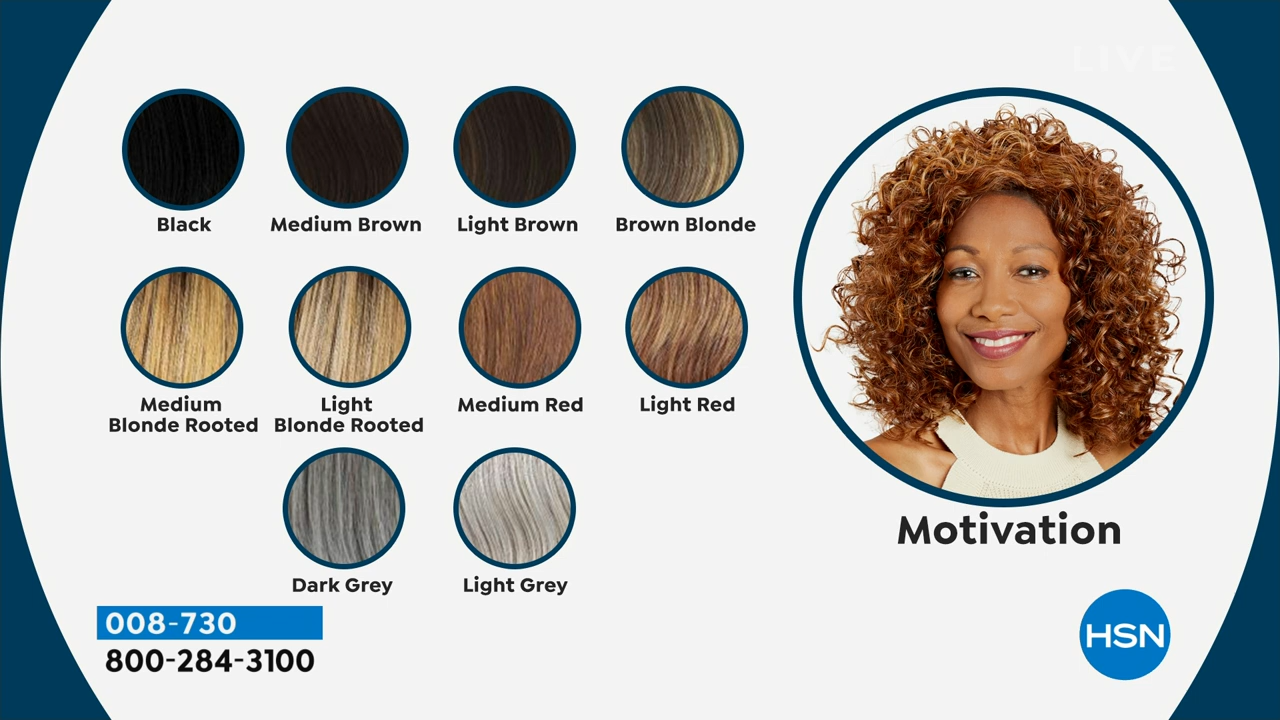 LIVE
Black
Medium Brown
Light Brown
Brown Blonde
Medium
Blonde Rooted
Light
Blonde Rooted
Medium Red
Light Red
Dark Grey
Light Grey
Motivation
008-730
800-284-3100
HSN